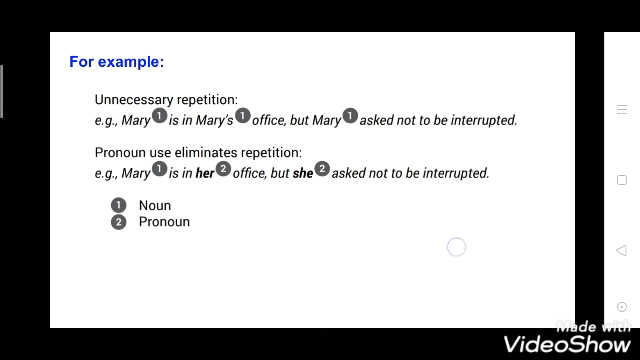 For example:
Unnecessary repetition:
e.g., Mary 1 is in Mary's 1 office, but Mary 1 asked not to be interrupted.
Pronoun use eliminates repetition:
e.g., Mary 1 is in her 2 office, but she 2 asked not to be interrupted.
1 Noun
2 Pronoun
Made with
VideoShow